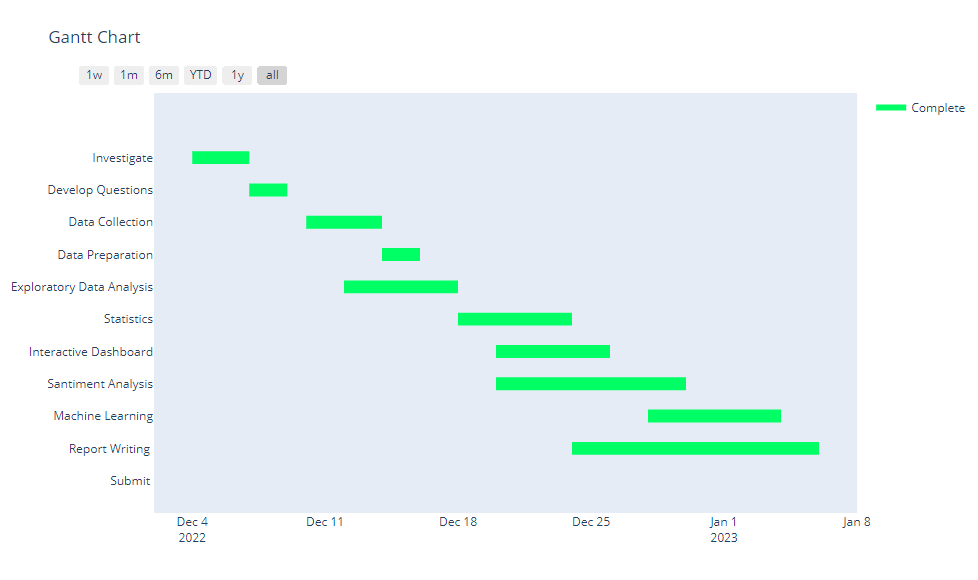 Gantt Chart
1w 1m 6m YTD 1y all
Complete
Investigate
Develop Questions
Data Collection
Data Preparation
Exploratory Data Analysis
Statistics
Interactive Dashboard
Santiment Analysis
Machine Learning
Report Writing
Submit
Dec 4 Dec 11 Dec 18 Dec 25 Jan 1 Jan 8
2022 2023